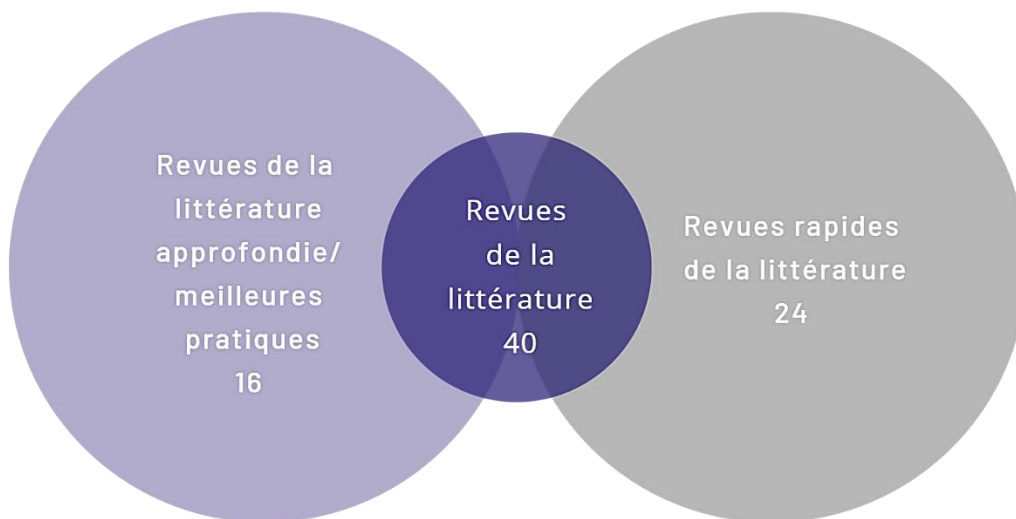 Revues de la
littérature
approfondie/
meilleures
pratiques
16
Revues
de la
littérature
40
Revues rapides
de la littérature
24